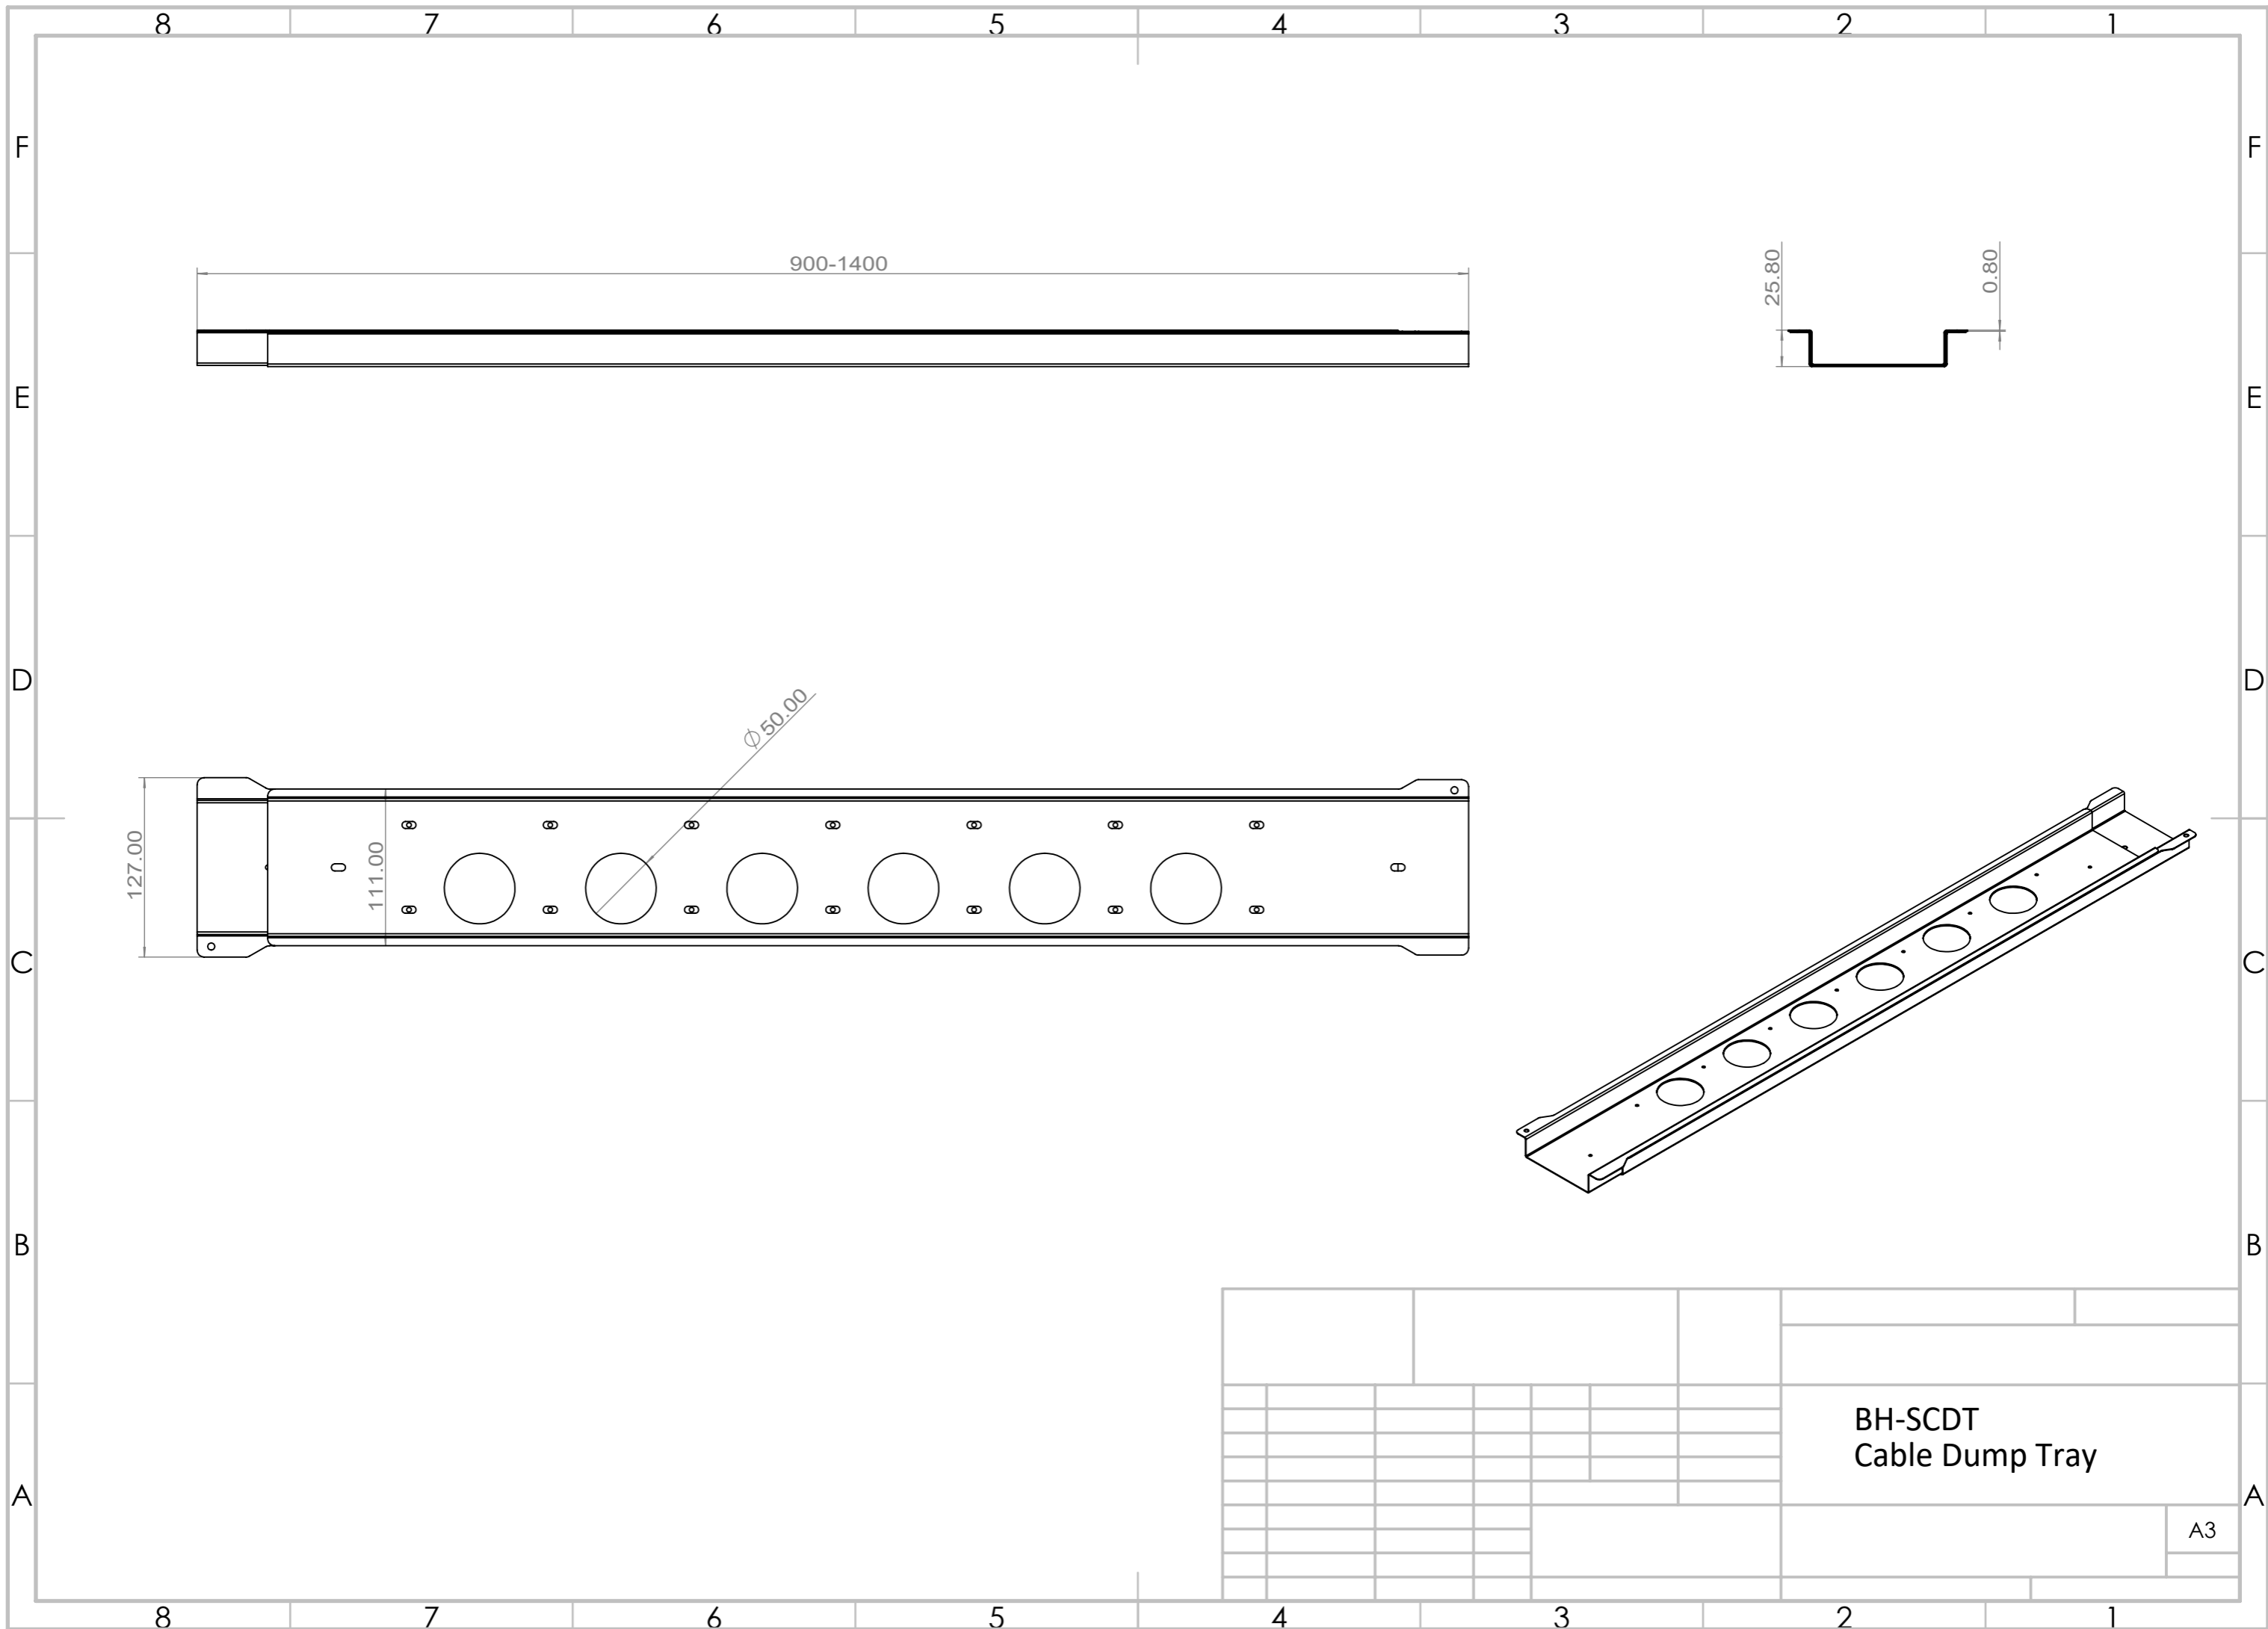 8 7 6 5 4 3 2 1
F F
900-1400
25.80
0.80
E E
D D
Ø 50.00
127.00
111.00
C C
B B
BH-SCDT
Cable Dump Tray
A A
A3
8 7 6 5 4 3 2 1